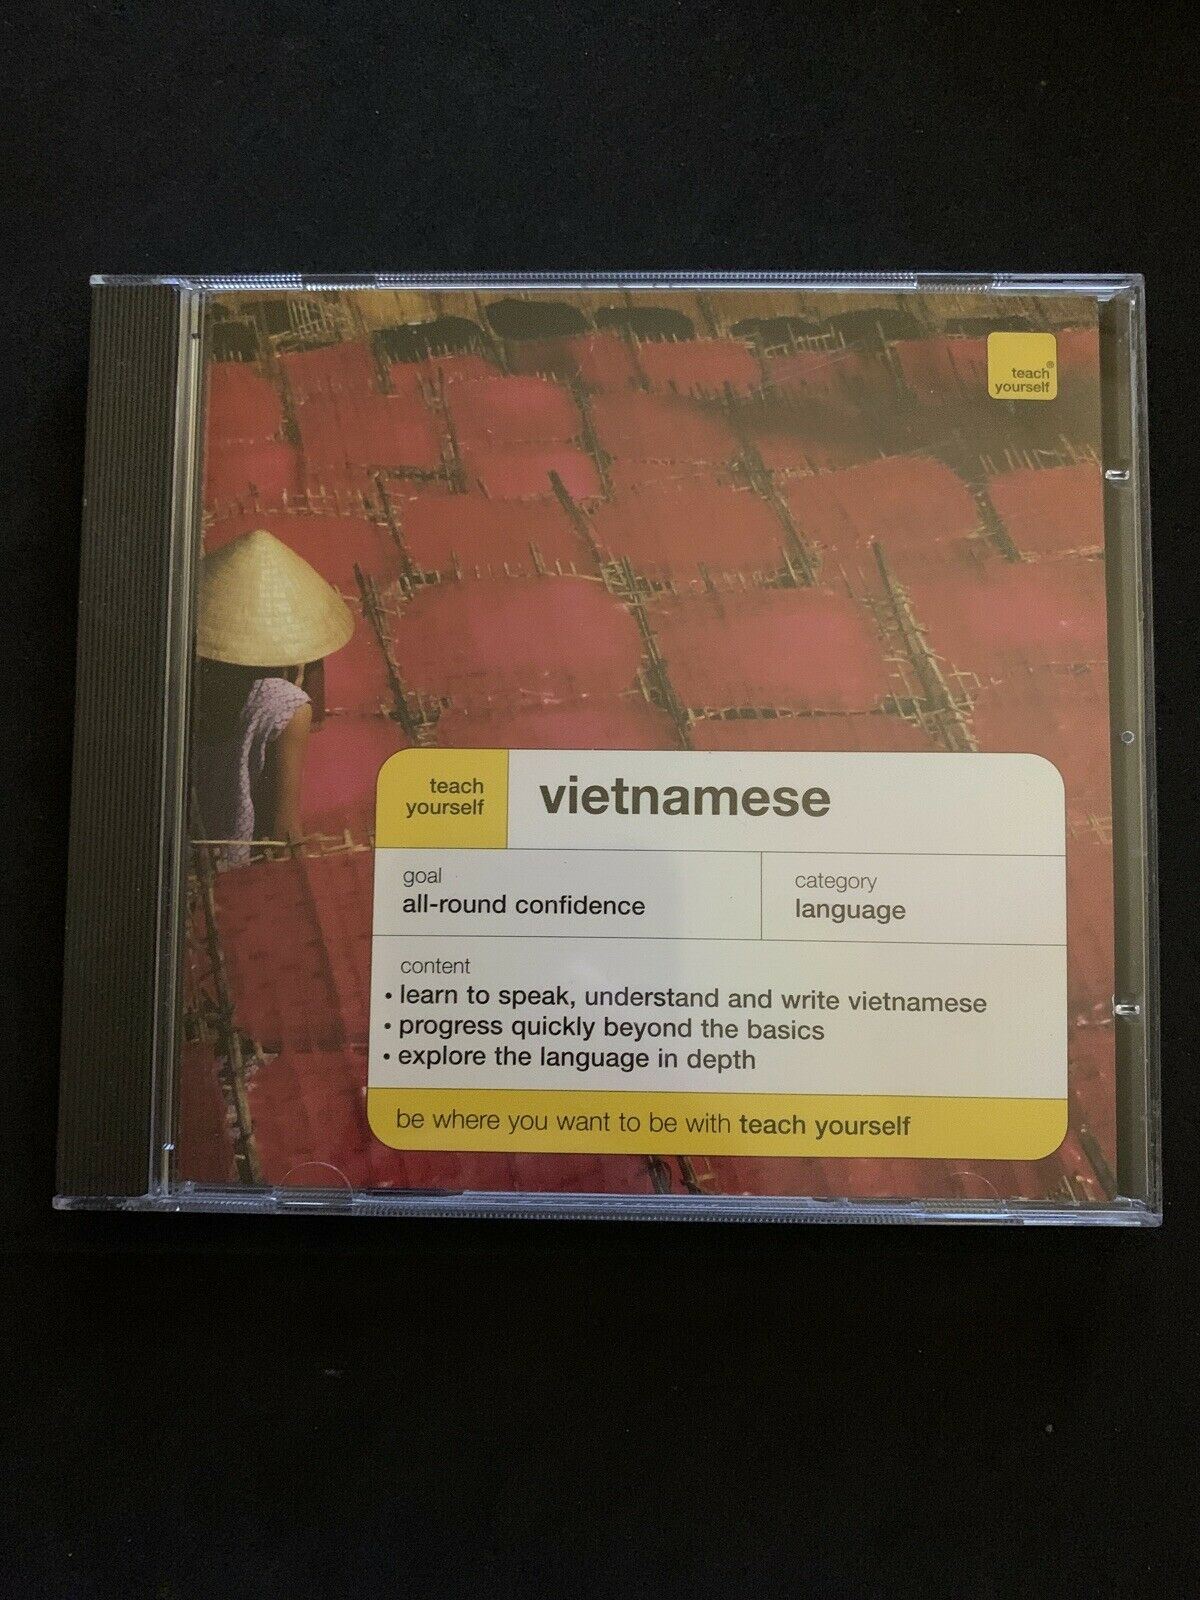 teach®
yourself
teach
yourself
vietnamese
goal
all-round confidence
category
language
content
• learn to speak, understand and write vietnamese
• progress quickly beyond the basics
• explore the language in depth
be where you want to be with teach yourself